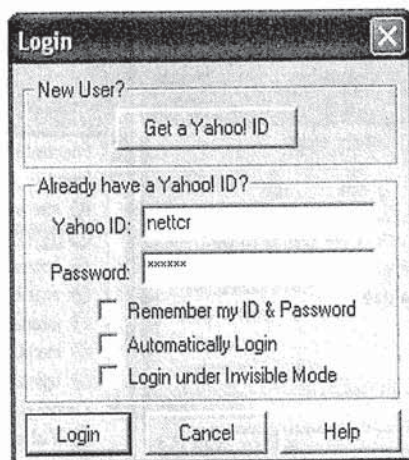 Login
New User?
Get a Yahoo! ID
Already have a Yahoo! ID?
Yahoo ID: nettcr
Password: xxxxxx
Remember my ID & Password
Automatically Login
Login under Invisible Mode
Login Cancel Help